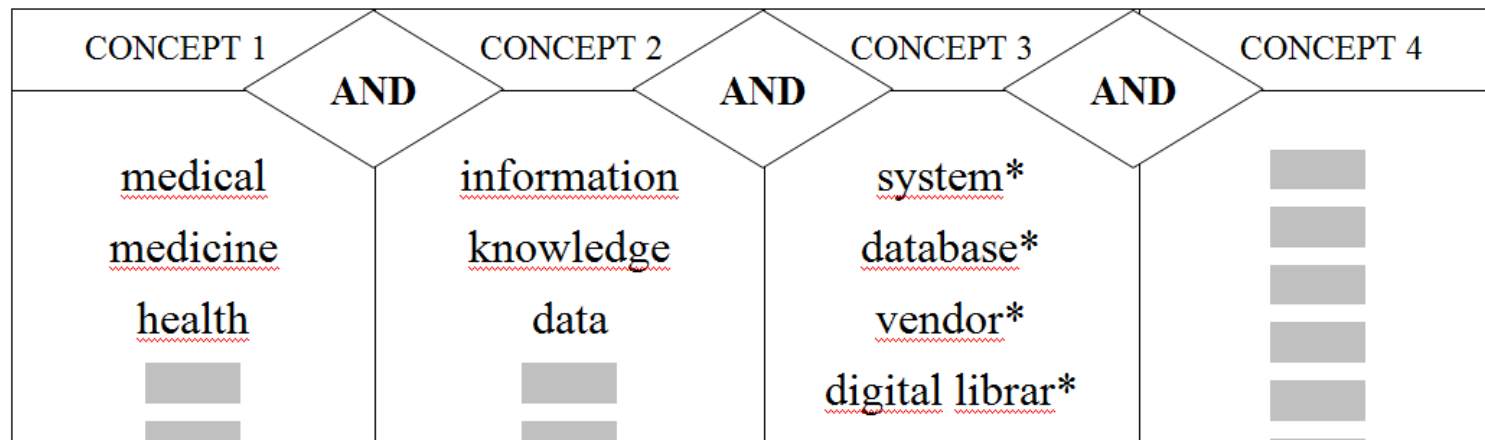 CONCEPT 1 AND CONCEPT 2 AND CONCEPT 3 AND CONCEPT 4
medical information system*
medicine knowledge database*
health data vendor*
digital librar*